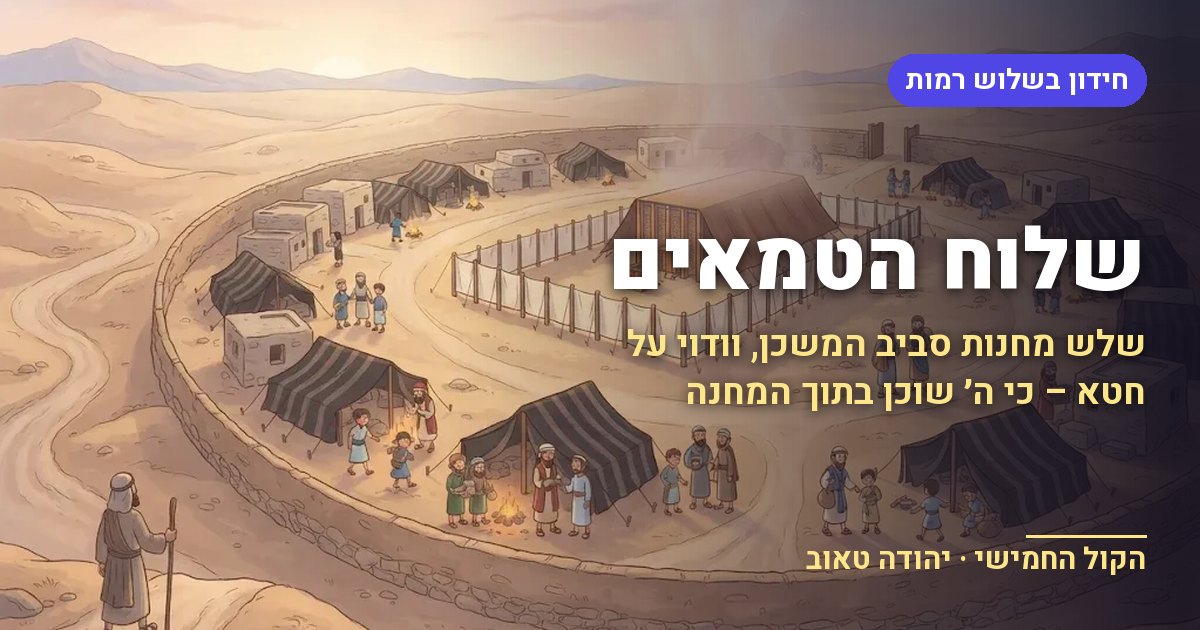 חידון בשלוש רמות
שלוח הטמאים
שלש מחנות סביב המשכן, וודוי על
חטא – כי ה׳ שוכן בתוך המחנה
הקול החמישי · יהודה טאוב